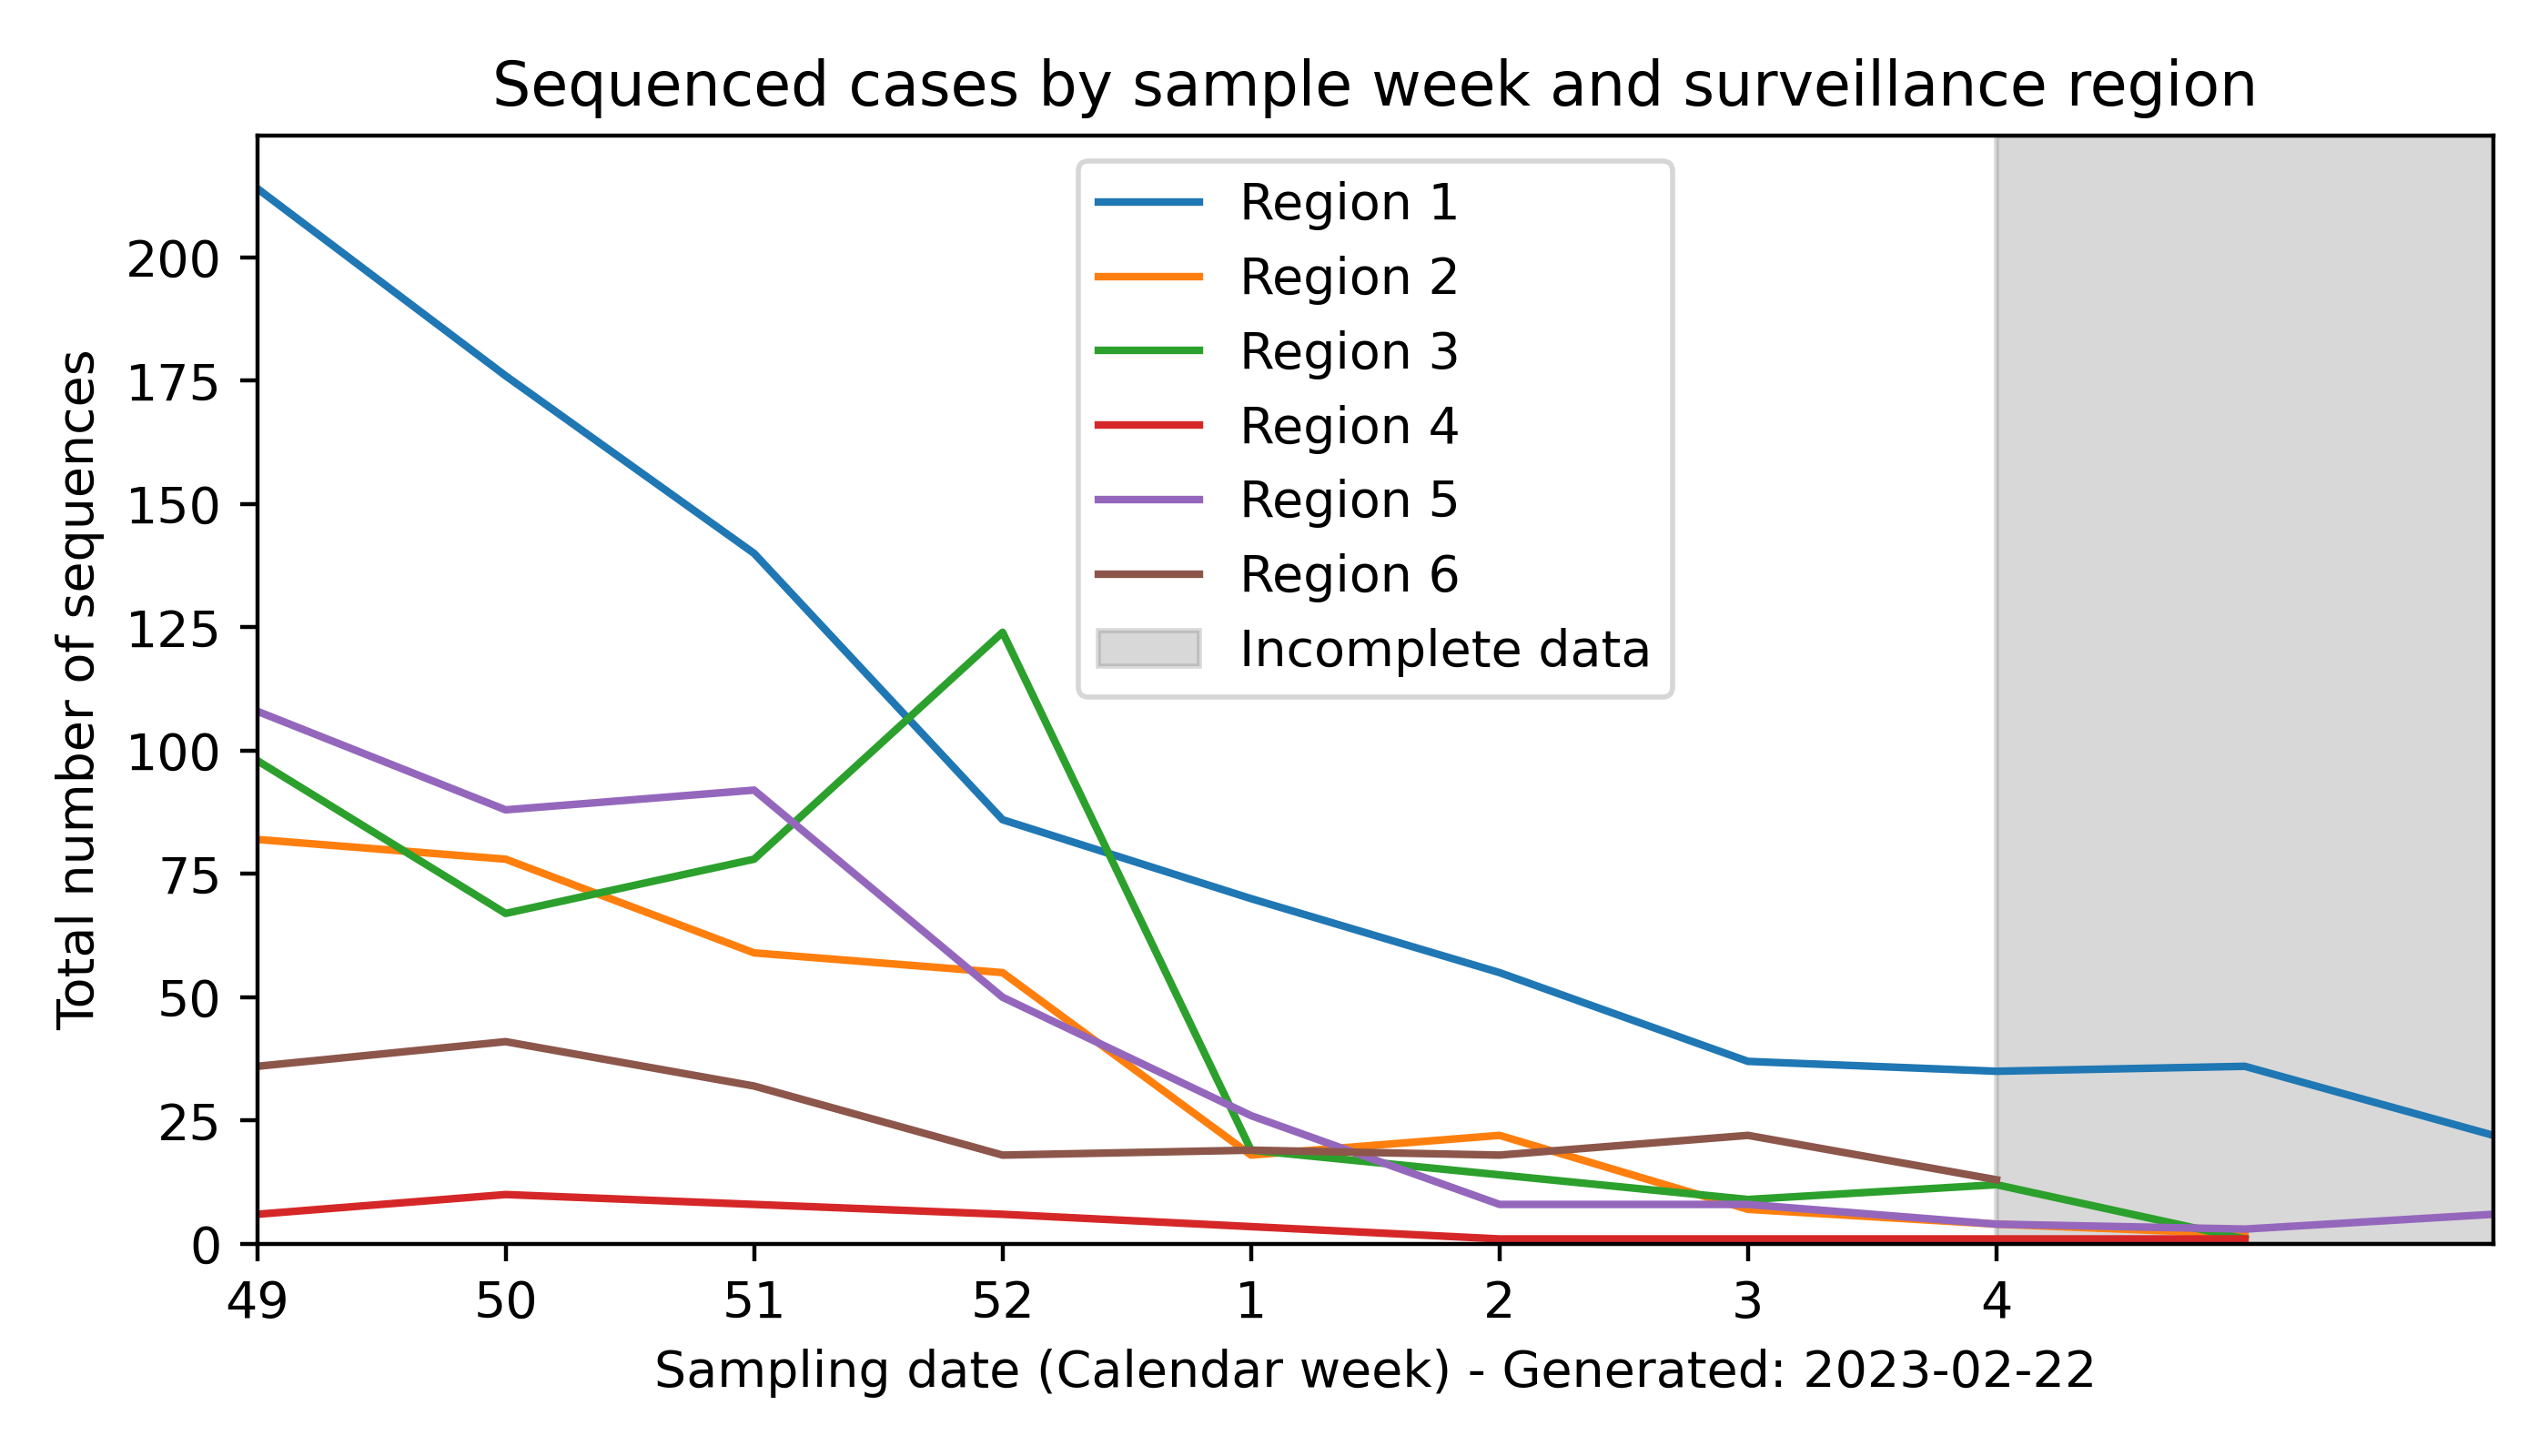 Sequenced cases by sample week and surveillance region
Total number of sequences
200
175
150
125
100
75
50
25
0
Region 1
Region 2
Region 3
Region 4
Region 5
Region 6
Incomplete data
49 50 51 52 1 2 3 4
Sampling date (Calendar week) - Generated: 2023-02-22